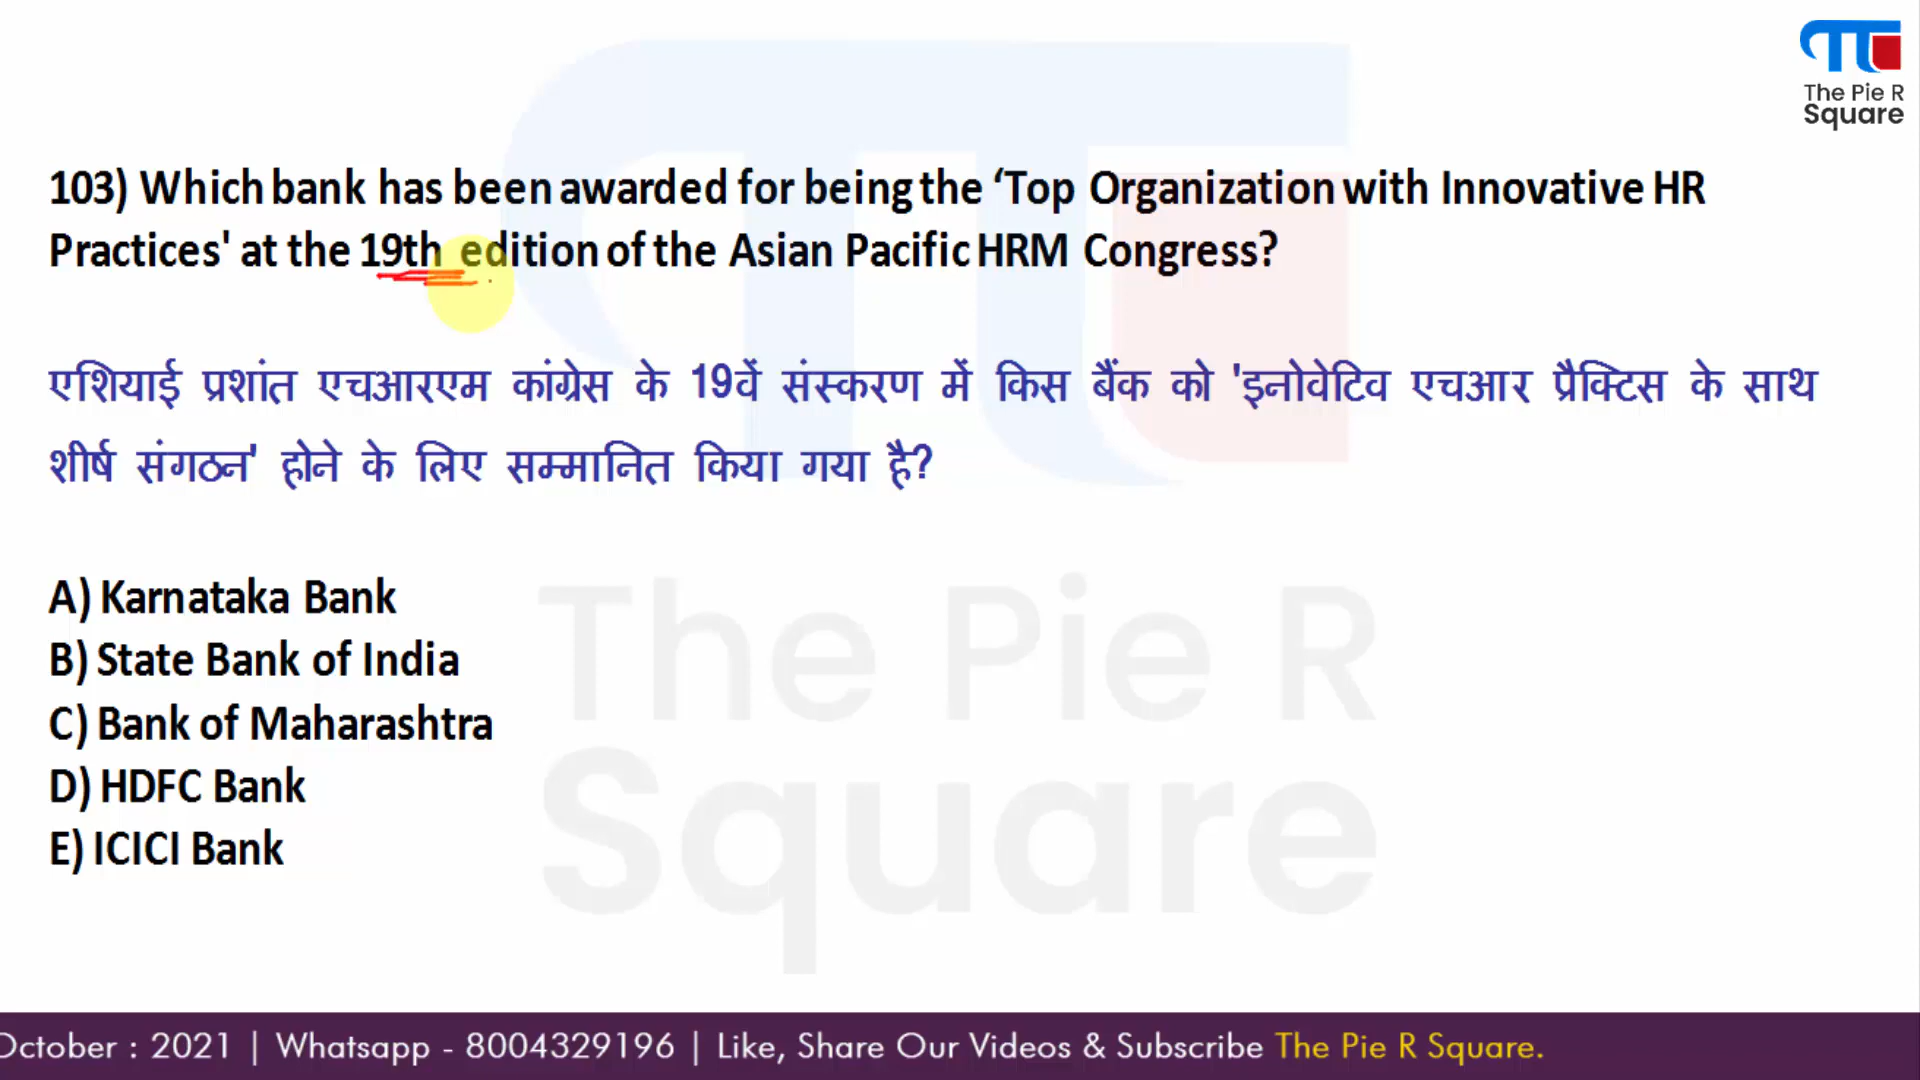 The Pie R
Square
103) Which bank has been awarded for being the ‘Top Organization with Innovative HR
Practices' at the 19th edition of the Asian Pacific HRM Congress?
एशियाई प्रशांत एचआरएम कांग्रेस के 19वें संस्करण में किस बैंक को 'इनोवेटिव एचआर प्रैक्टिस के साथ
शीर्ष संगठन' होने के लिए सम्मानित किया गया है?
A) Karnataka Bank
B) State Bank of India
C) Bank of Maharashtra
D) HDFC Bank
E) ICICI Bank
The Pie R
Square
October : 2021 | Whatsapp - 8004329196 | Like, Share Our Videos & Subscribe The Pie R Square.